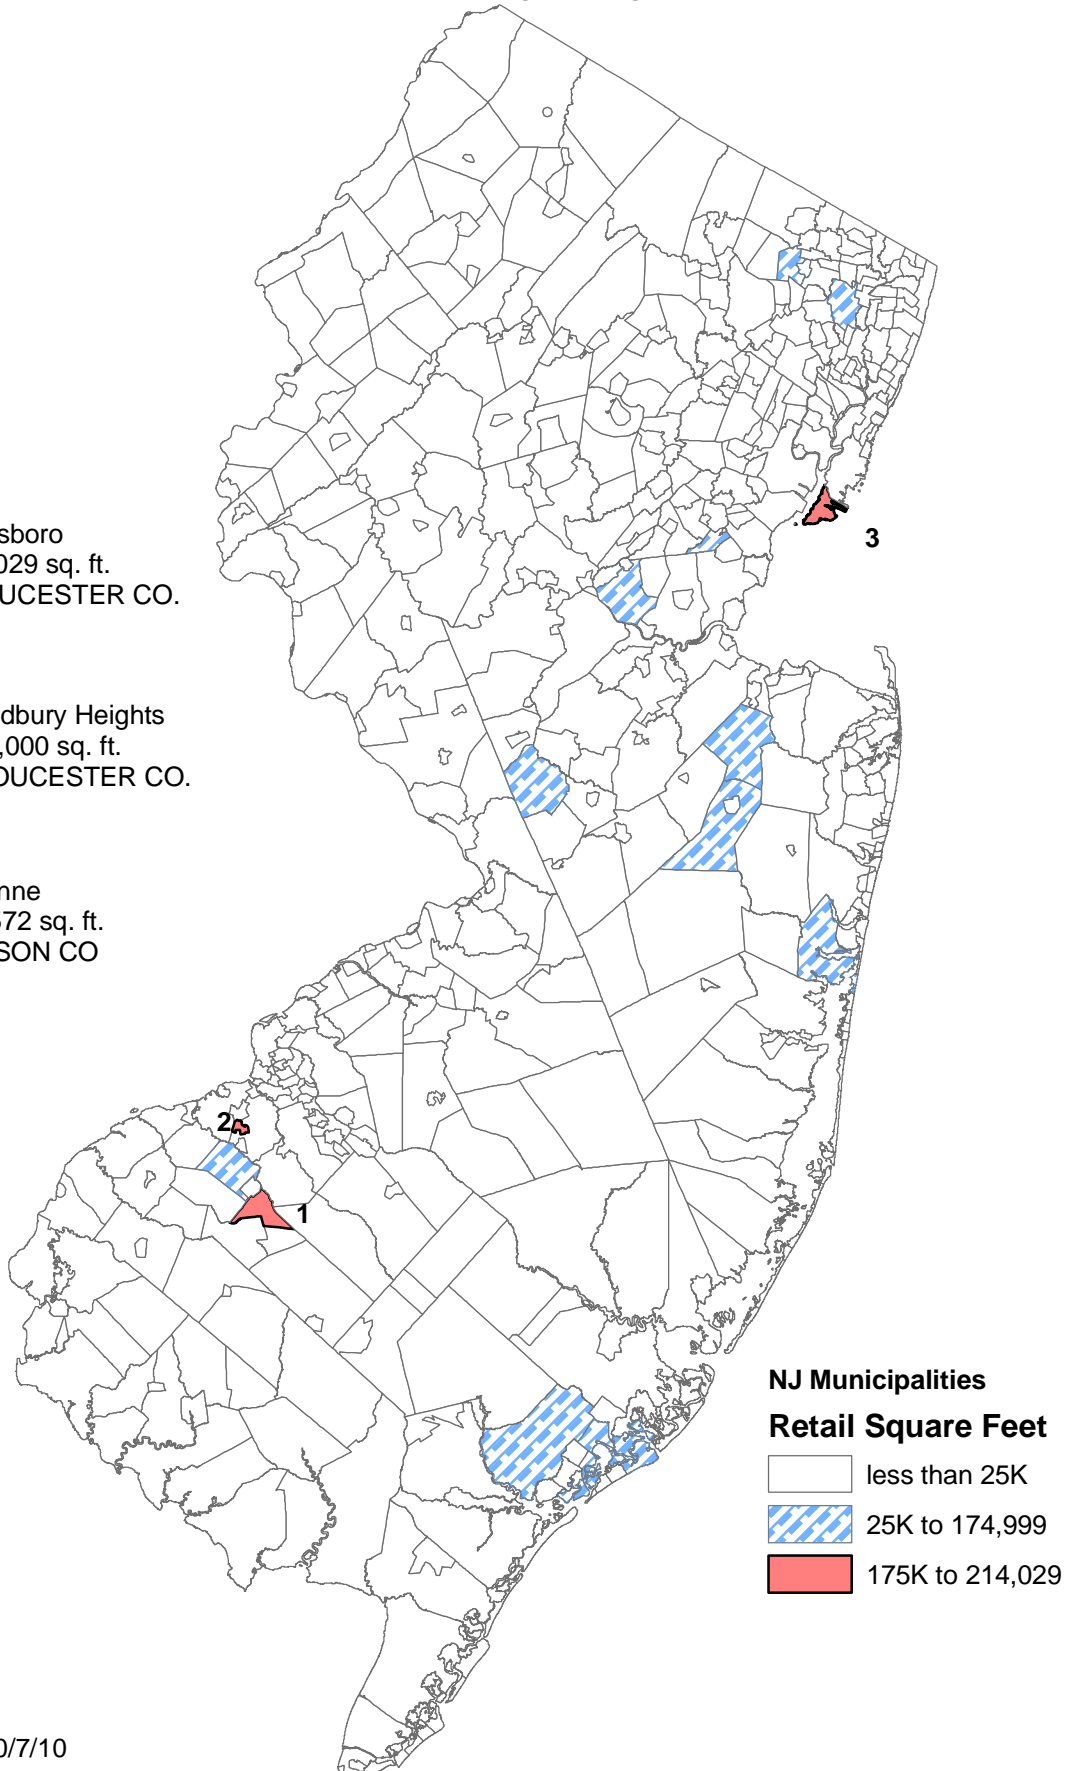 sboro
029 sq. ft.
UCESTER CO.
dbury Heights
,000 sq. ft.
OUCESTER CO.
nne
572 sq. ft.
SON CO
3
2
1
NJ Municipalities
Retail Square Feet
less than 25K
25K to 174,999
175K to 214,029
0/7/10